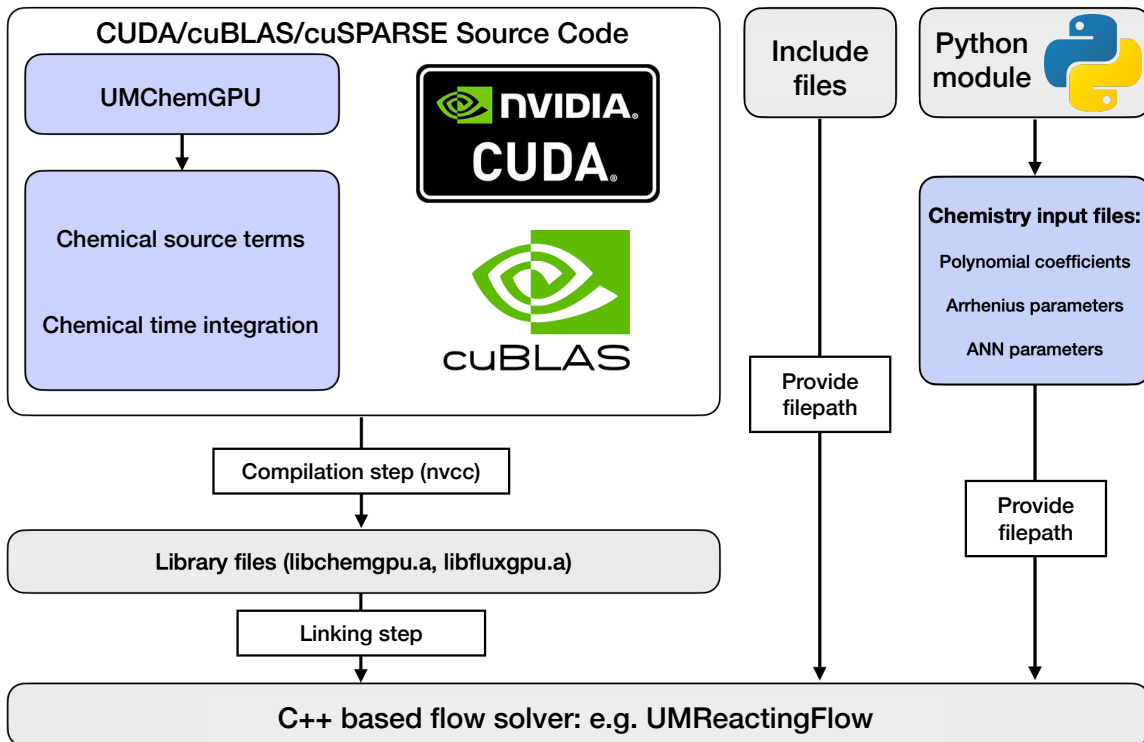 CUDA/cuBLAS/cuSPARSE Source Code
UMChemGPU
Chemical source terms
Chemical time integration
NVIDIA®
CUDA®
cuBLAS
Compilation step (nvcc)
Library files (libchemgpu.a, libfluxgpu.a)
Linking step
Include
files
Provide
filepath
Python
module
Chemistry input files:
Polynomial coefficients
Arrhenius parameters
ANN parameters
Provide
filepath
C++ based flow solver: e.g. UMReactingFlow